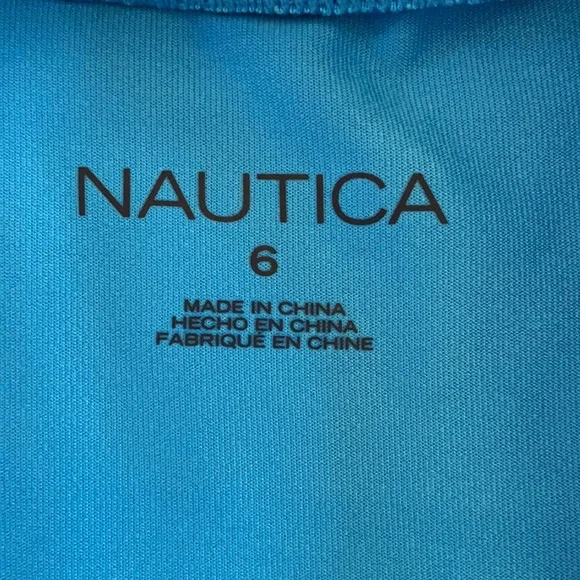 NAUTICA
6
MADE IN CHINA
HECHO EN CHINA
FABRIQUÉ EN CHINE